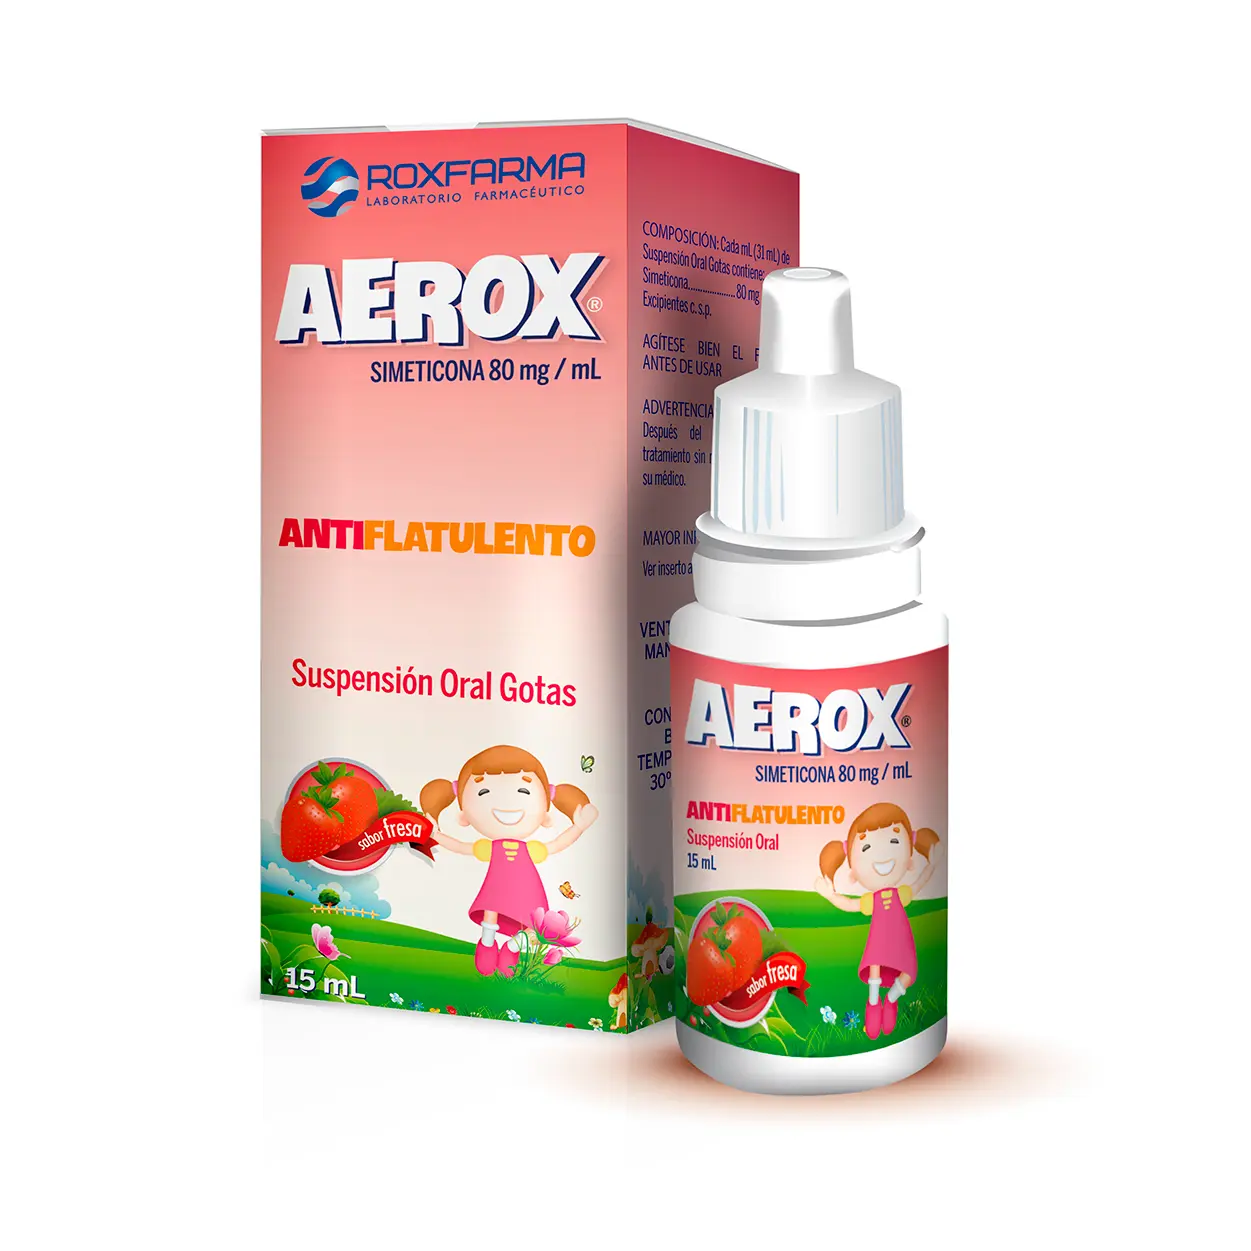 ROXFARMA
LABORATORIO FARMACÉUTICO
AEROX®
SIMETICONA 80 mg / mL
ANTIFLATULENTO
Suspensión Oral Gotas
sabor fresa
15 mL
COMPOSICIÓN: Cada mL (31 mL) de
Suspensión Oral Gotas contiene:
Simeticona...................80 mg
Excipientes c. s.p.
AGÍTESE BIEN EL
ANTES DE USAR
ADVERTENCIA
Después del
tratamiento sin
su médico.
MAYOR
Ver inserto
30°
AEROX®
SIMETICONA 80 mg / mL
ANTIFLATULENTO
Suspensión Oral
15 mL
sabor fresa